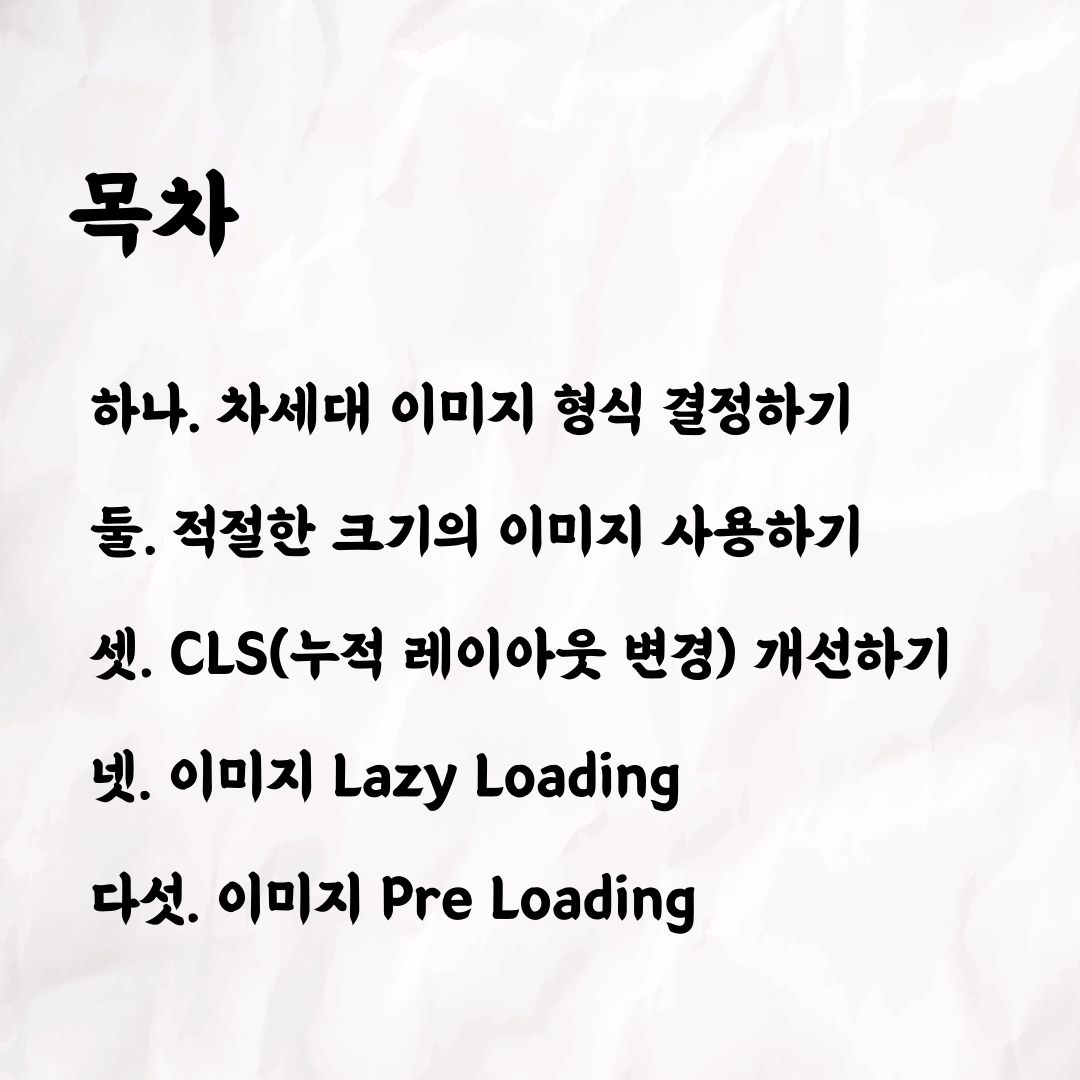 목차
하나. 차세대 이미지 형식 결정하기
둘. 적절한 크기의 이미지 사용하기
셋. CLS(누적 레이아웃 변경) 개선하기
넷. 이미지 Lazy Loading
다섯. 이미지 Pre Loading